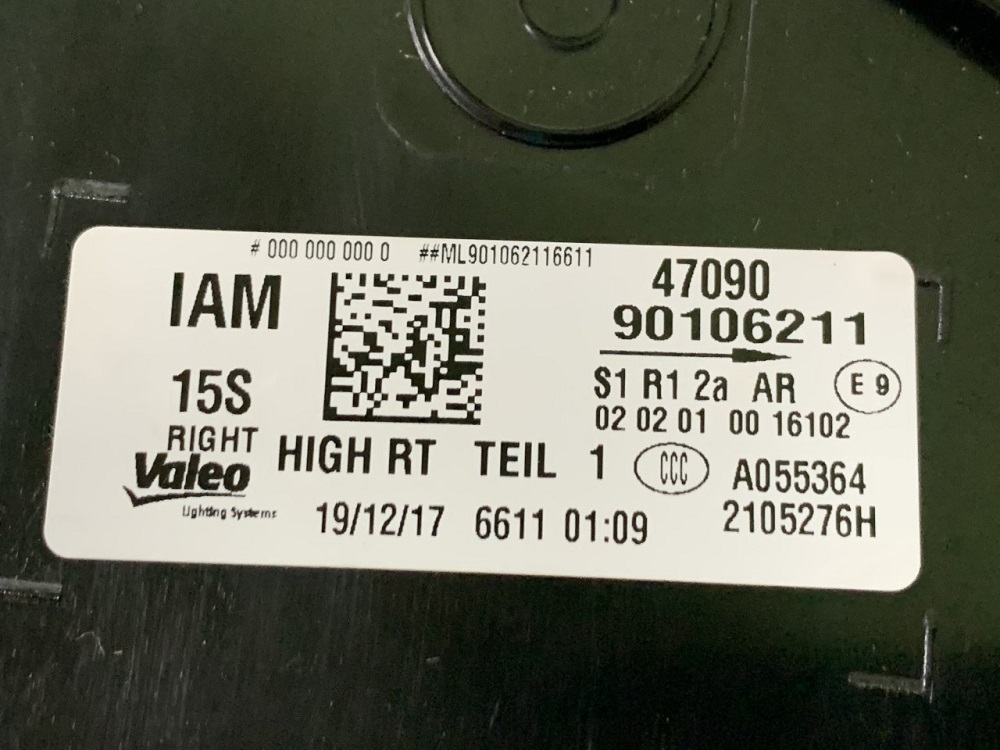 # 000 000 000 0 ##ML901062116611
IAM
47090
90106211
15S
S1 R1 2a AR E 9
02 02 01 00 16102
RIGHT
HIGH RT TEIL 1 CCC A055364
Valeo
Lighting Systems
19/12/17 6611 01:09 2105276H